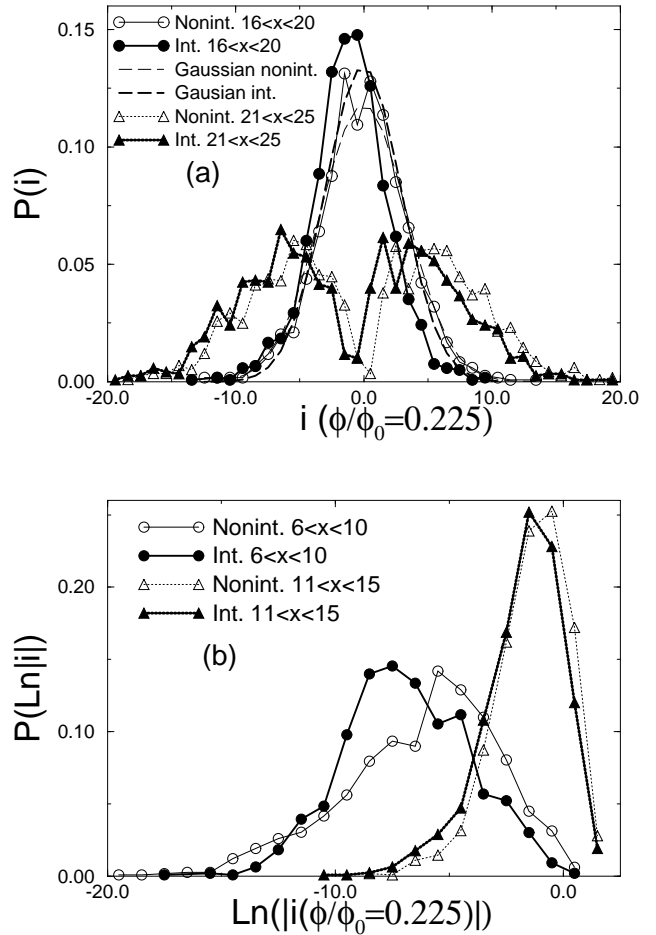 0.15
Nonint. 16<x<20
Int. 16<x<20
Gaussian nonint.
Gausian int.
Nonint. 21<x<25
Int. 21<x<25
(a)
P(i)
0.10
0.05
0.00
-20.0 -10.0 0.0 10.0 20.0
i (ϕ/ϕ₀=0.225)
Nonint. 6<x<10
Int. 6<x<10
Nonint. 11<x<15
Int. 11<x<15
(b)
P(Ln|i|)
0.20
0.10
0.00
-10.0 0.0
Ln(|i(ϕ/ϕ₀=0.225)|)